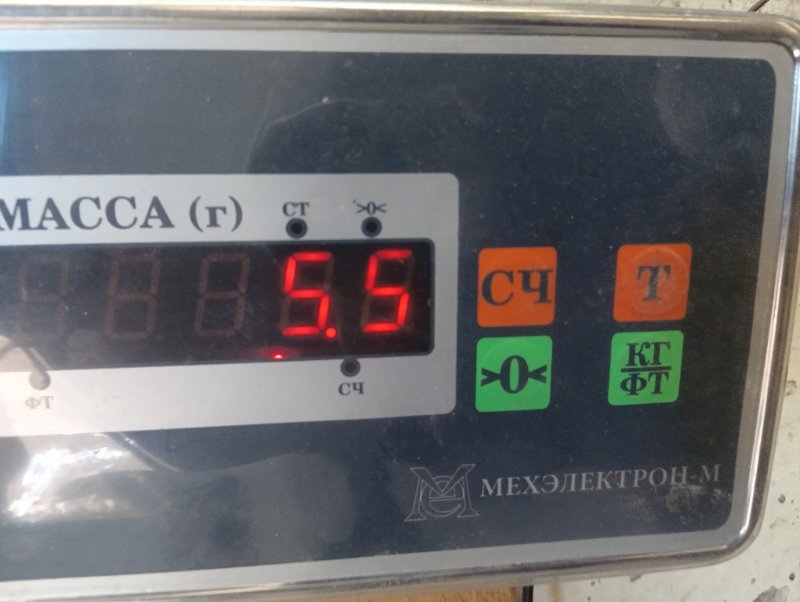 МАССА (г)
СТ
>0<
5.5
ФТ
СЧ
СЧ
Т
>0<
КГ
ФТ
МЕХЭЛЕКТРОН-М